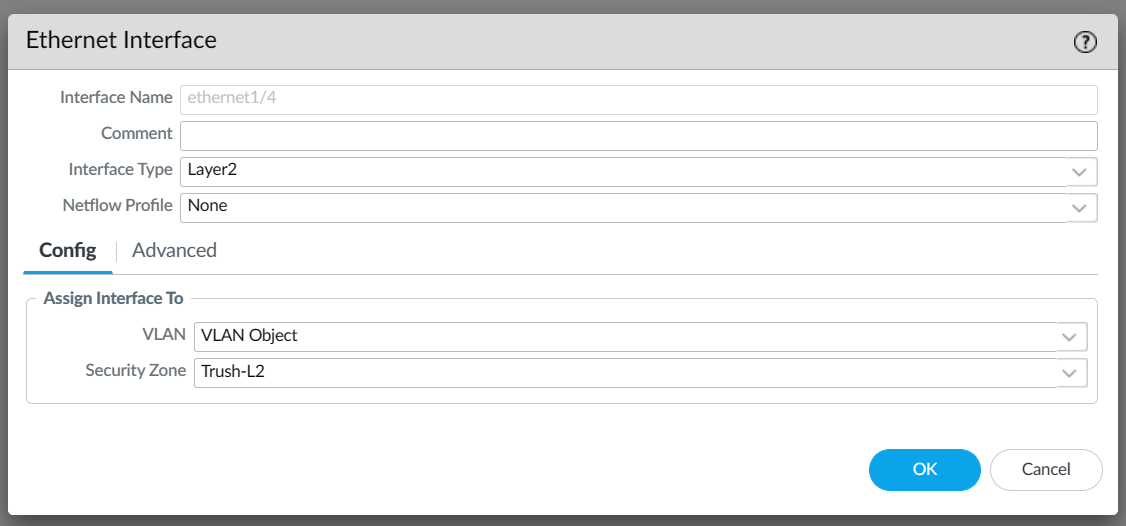 Ethernet Interface
Interface Name ethernet1/4
Comment
Interface Type Layer2
Netflow Profile None
Config Advanced
Assign Interface To
VLAN VLAN Object
Security Zone Trush-L2
OK Cancel